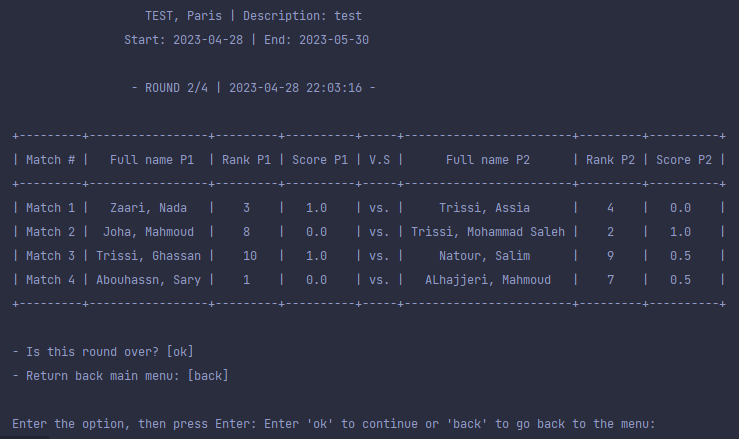 TEST, Paris | Description: test
Start: 2023-04-28 | End: 2023-05-30
- ROUND 2/4 | 2023-04-28 22:03:16 -
+---------+-----------------+---------+----------+-----+------------------------+---------+----------+
| Match # |   Full name P1  | Rank P1 | Score P1 | V.S |      Full name P2      | Rank P2 | Score P2 |
+---------+-----------------+---------+----------+-----+------------------------+---------+----------+
| Match 1 |   Zaari, Nada   |    3    |   1.0    | vs. |     Trissi, Assia      |    4    |   0.0    |
| Match 2 |  Joha, Mahmoud  |    8    |   0.0    | vs. | Trissi, Mohammad Saleh |    2    |   1.0    |
| Match 3 | Trissi, Ghassan |    10   |   1.0    | vs. |     Natour, Salim      |    9    |   0.5    |
| Match 4 | Abouhassn, Sary |    1    |   0.0    | vs. |   ALhajjeri, Mahmoud   |    7    |   0.5    |
+---------+-----------------+---------+----------+-----+------------------------+---------+----------+
- Is this round over? [ok]
- Return back main menu: [back]
Enter the option, then press Enter: Enter 'ok' to continue or 'back' to go back to the menu: